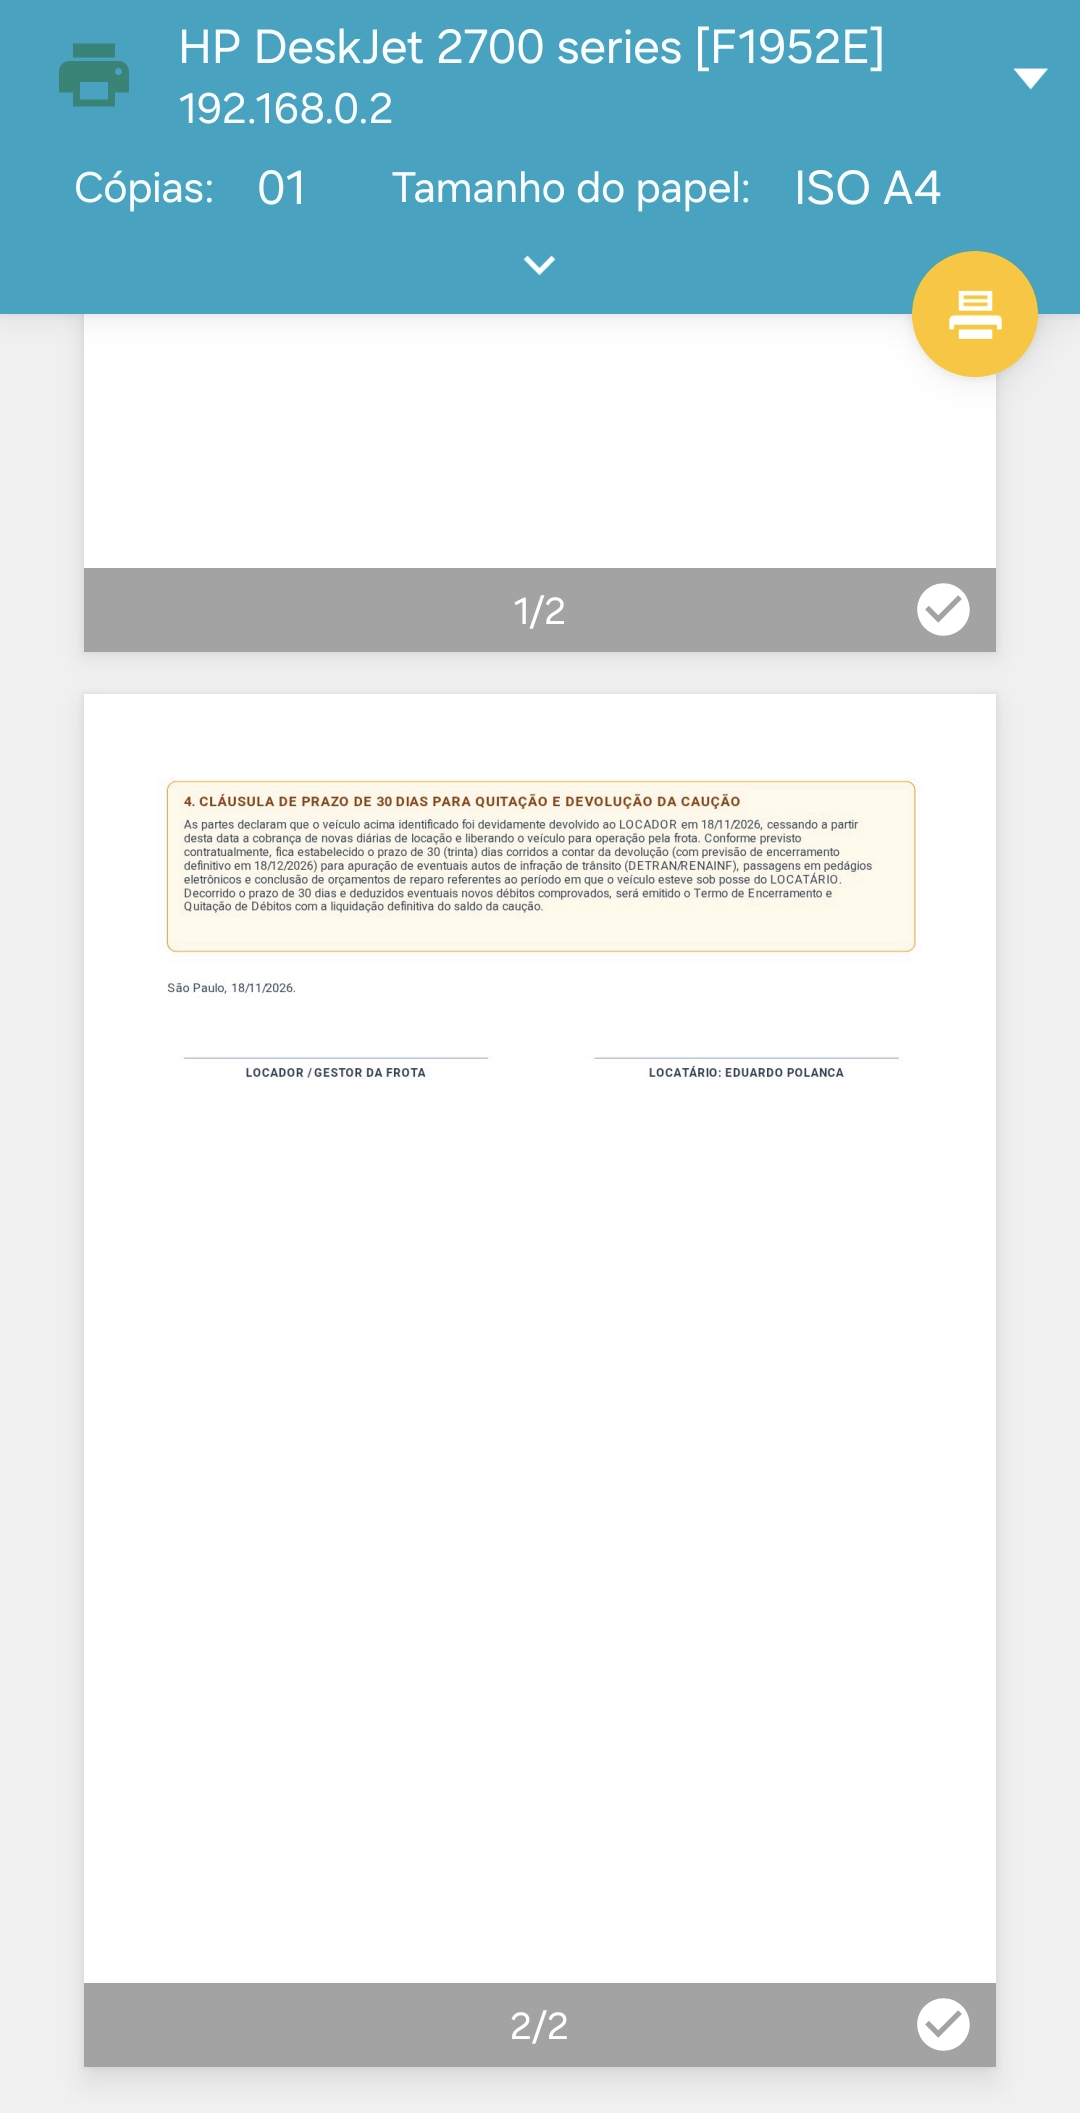 HP DeskJet 2700 series [F1952E]
192.168.0.2
Cópias: 01 Tamanho do papel: ISO A4
1/2
4. CLÁUSULA DE PRAZO DE 30 DIAS PARA QUITAÇÃO E DEVOLUÇÃO DA CAUÇÃO
As partes declaram que o veículo acima identificado foi devidamente devolvido ao LOCADOR em 18/11/2026, cessando a partir
desta data a cobrança de novas diárias de locação e liberando o veículo para operação pela frota. Conforme previsto
contratualmente, fica estabelecido o prazo de 30 (trinta) dias corridos a contar da devolução (com previsão de encerramento
definitivo em 18/12/2026) para apuração de eventuais autos de infração de trânsito (DETRAN/RENAINF), passagens em pedágios
eletrônicos e conclusão de orçamentos de reparo referentes ao período em que o veículo esteve sob posse do LOCATÁRIO.
Decorrido o prazo de 30 dias e deduzidos eventuais novos débitos comprovados, será emitido o Termo de Encerramento e
Quitação de Débitos com a liquidação definitiva do saldo da caução.
São Paulo, 18/11/2026.
LOCADOR / GESTOR DA FROTA
LOCATÁRIO: EDUARDO POLANCA
2/2